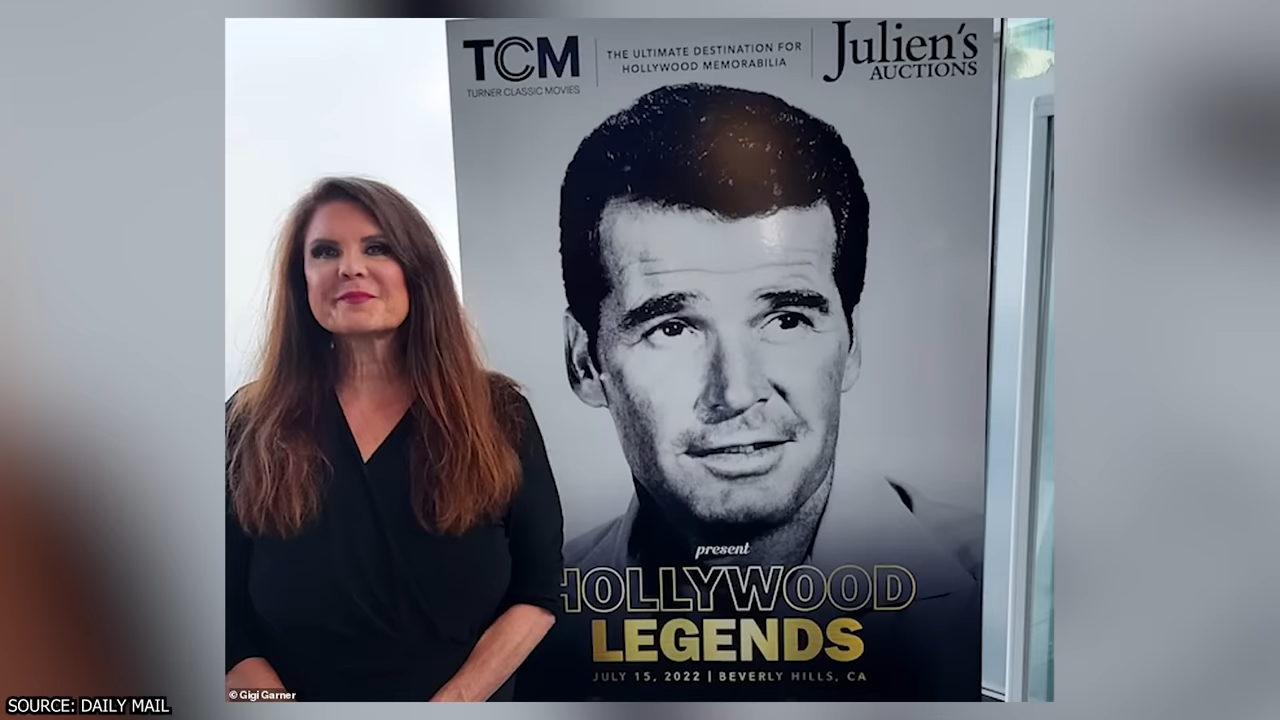 TCM
TURNER CLASSIC MOVIES
THE ULTIMATE DESTINATION FOR
HOLLYWOOD MEMORABILIA
Julien's
AUCTIONS
present
HOLLYWOOD
LEGENDS
JULY 15, 2022 | BEVERLY HILLS, CA
© Gigi Garner
SOURCE: DAILY MAIL